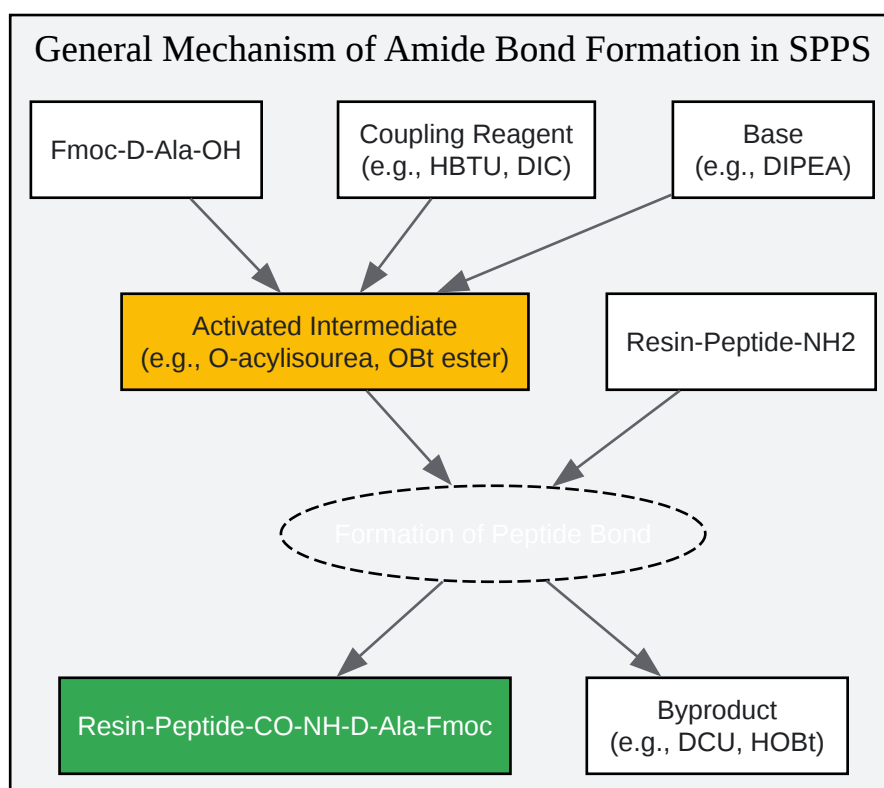 General Mechanism of Amide Bond Formation in SPPS
Fmoc-D-Ala-OH
Coupling Reagent
(e.g., HBTU, DIC)
Base
(e.g., DIPEA)
Activated Intermediate
(e.g., O-acylisourea, OBt ester)
Resin-Peptide-NH2
Formation of Peptide Bond
Resin-Peptide-CO-NH-D-Ala-Fmoc
Byproduct
(e.g., DCU, HOBt)